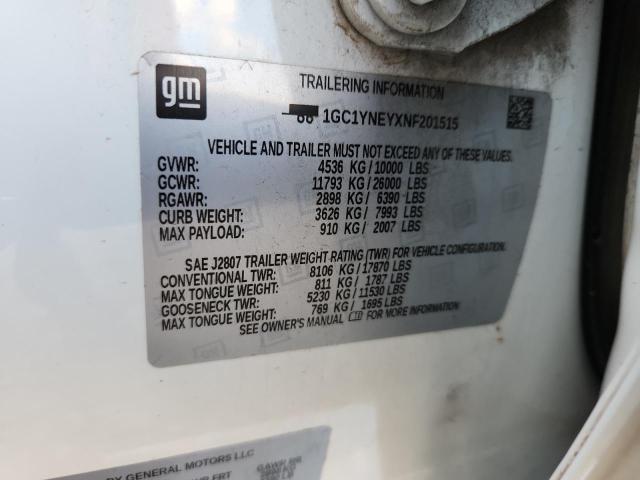 gm
TRAILERING INFORMATION
1GC1YNEYXNF201515
VEHICLE AND TRAILER MUST NOT EXCEED ANY OF THESE VALUES
GVWR: 4536 KG/10000 LBS
GCWR: 11793 KG/26000 LBS
RGAWR: 2898 KG/ 6390 LBS
CURB WEIGHT: 3626 KG/ 7993 LBS
MAX PAYLOAD: 910 KG/ 2007 LBS
SAE J2807 TRAILER WEIGHT RATING (TWR) FOR VEHICLE CONFIGURATION.
CONVENTIONAL TWR: 8106 KG/17870 LBS
MAX TONGUE WEIGHT: 811 KG/ 1787 LBS
GOOSENECK TWR: 5230 KG/11530 LBS
MAX TONGUE WEIGHT: 769 KG/ 1695 LBS
SEE OWNER'S MANUAL FOR MORE INFORMATION
BY GENERAL MOTORS LLC
FRT GAWR RR